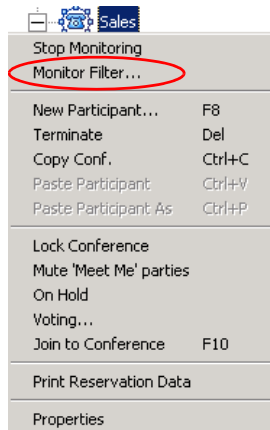 Sales
Stop Monitoring
Monitor Filter...
New Participant... F8
Terminate Del
Copy Conf. Ctrl+C
Paste Participant Ctrl+V
Paste Participant As Ctrl+P
Lock Conference
Mute 'Meet Me' parties
On Hold
Voting...
Join to Conference F10
Print Reservation Data
Properties